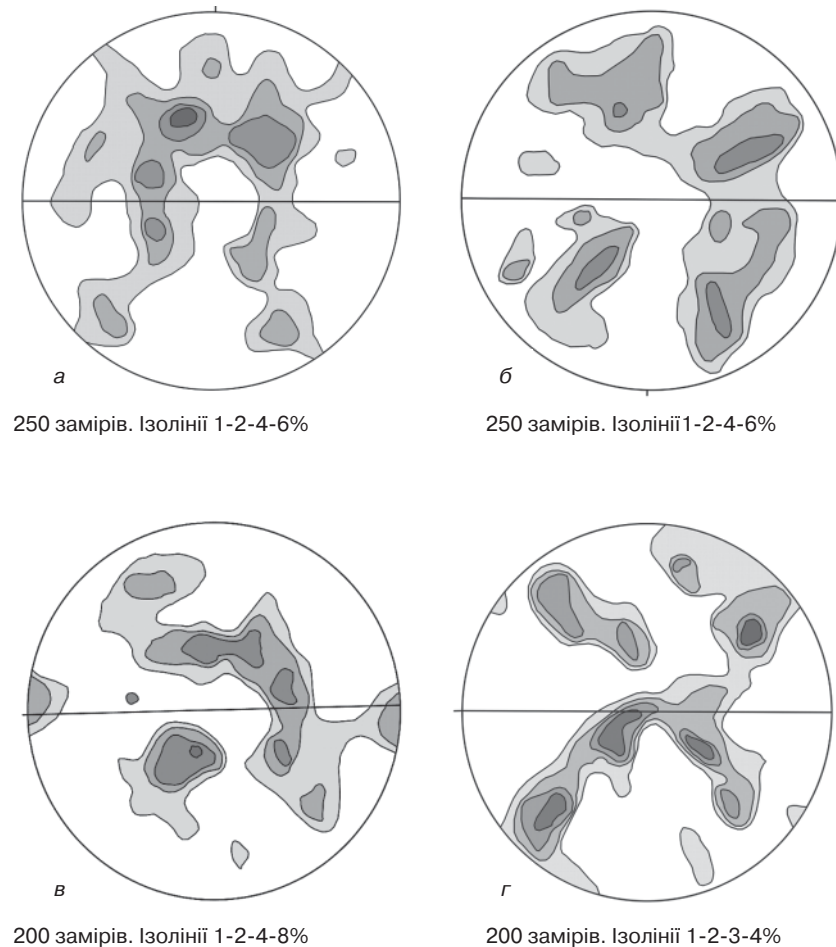 а
б
250 замірів. Ізолінії 1-2-4-6%
250 замірів. Ізолінії1-2-4-6%
в
г
200 замірів. Ізолінії 1-2-4-8%
200 замірів. Ізолінії 1-2-3-4%